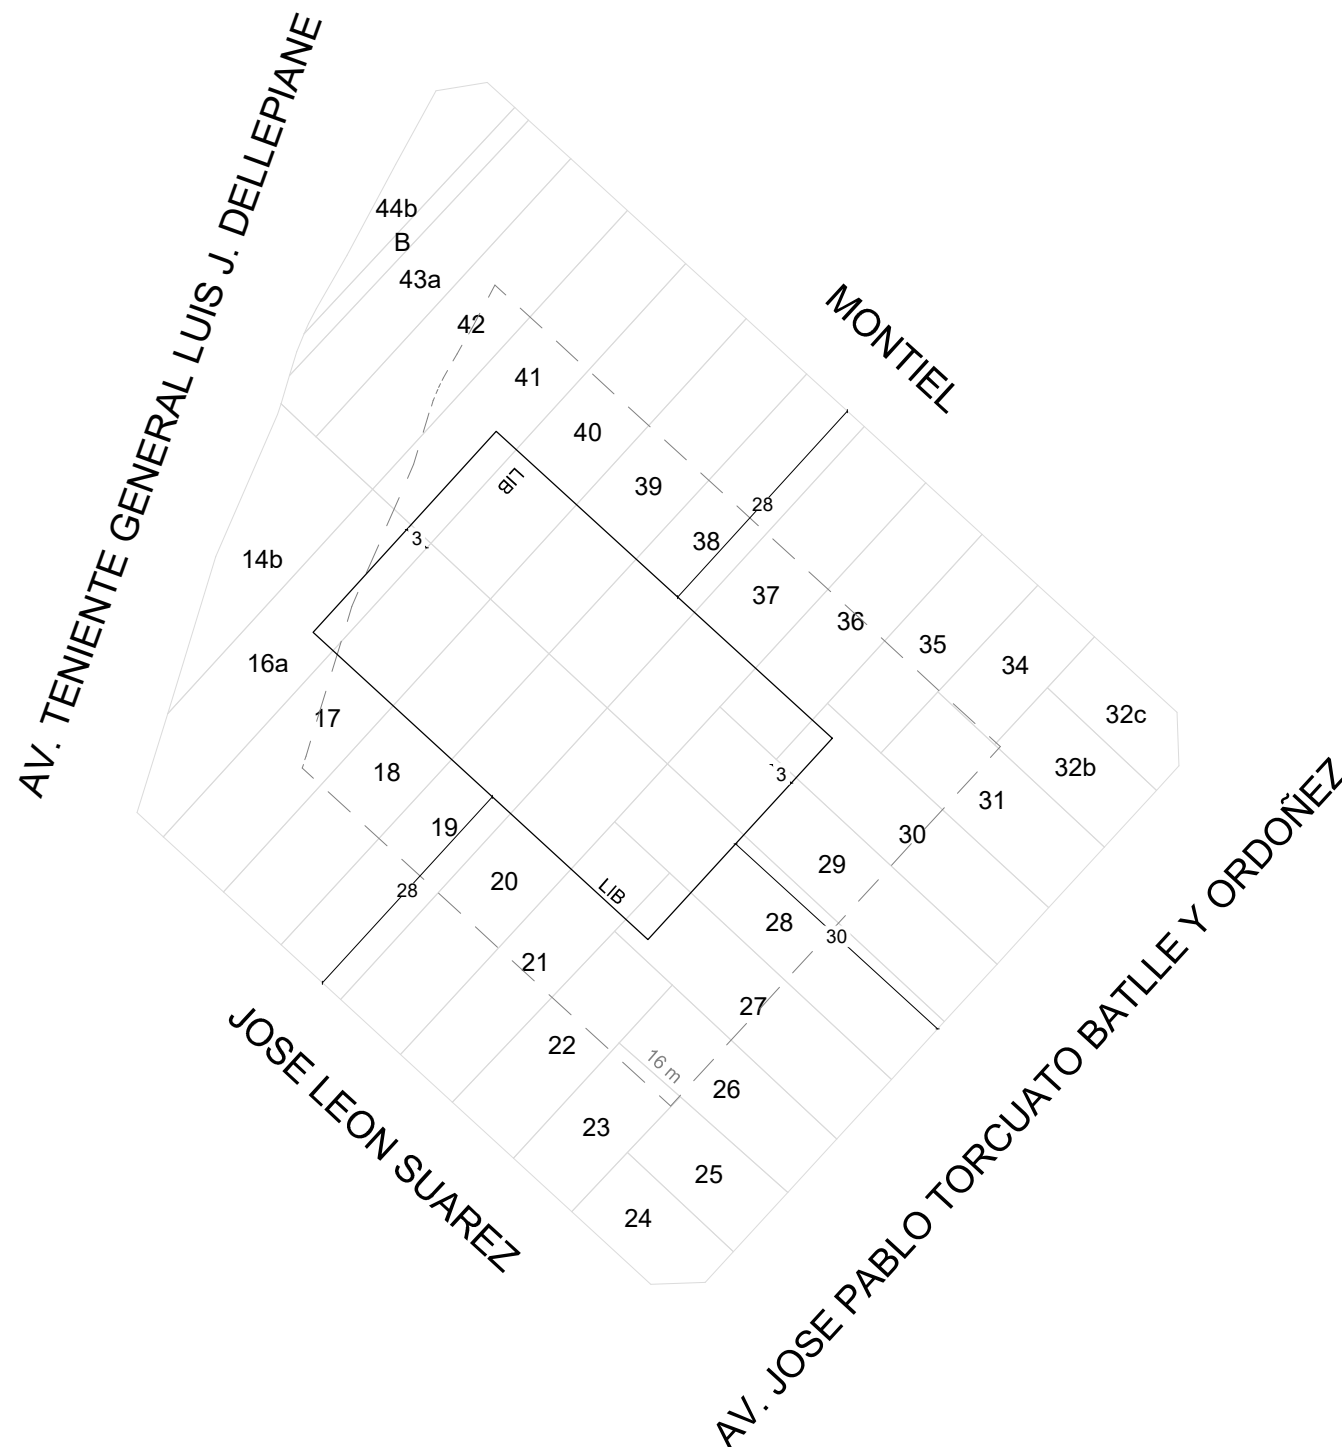 AV. TENIENTE GENERAL LUIS J. DELLEPIANE
MONTIEL
44b
B
43a
42
41
40
39
38
28
37
36
35
34
32c
32b
31
30
29
28
30
27
26
25
24
23
22
21
20
19
28
18
17
16a
14b
LIB
3
3
LIB
16 m
JOSE LEON SUAREZ
AV. JOSE PABLO TORCUATO BATLLE Y ORDOÑEZ